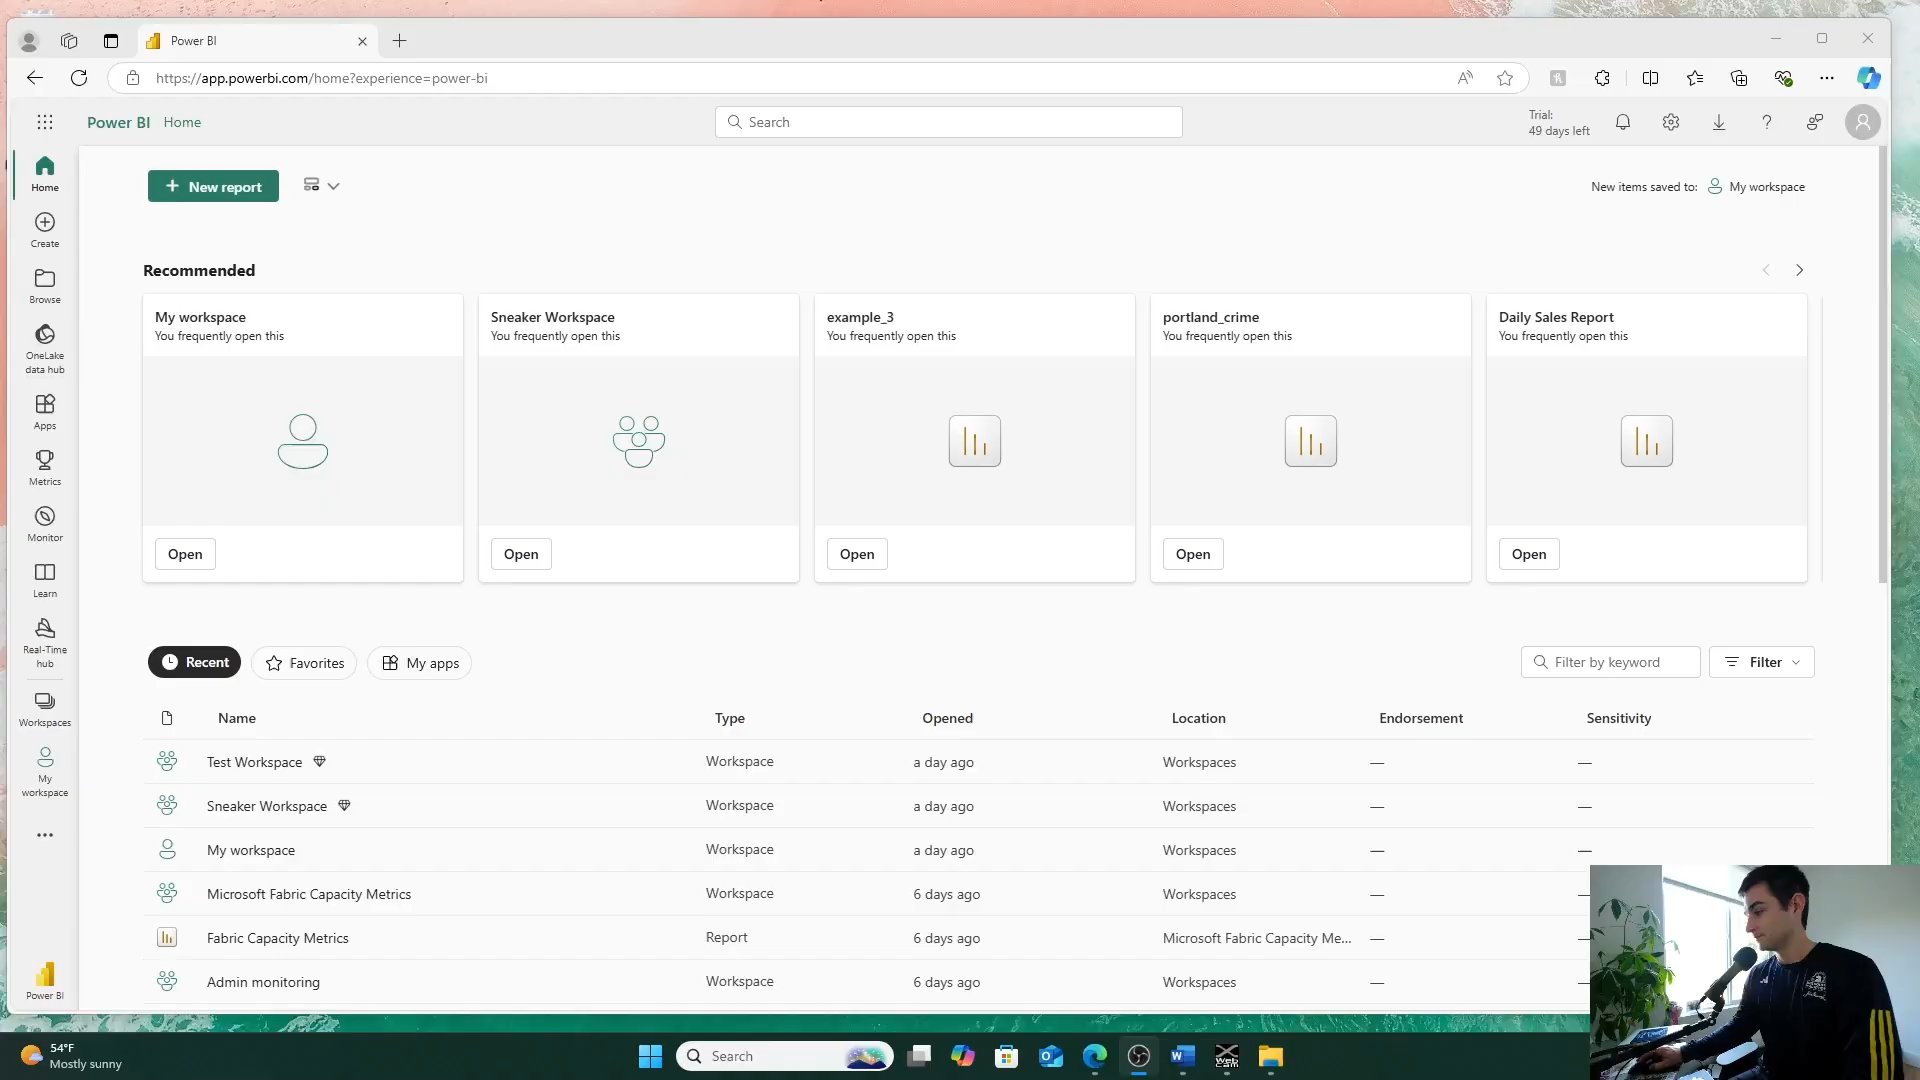 Power BI
https://app.powerbi.com/home?experience=power-bi
Power BI Home
Search
Trial:
49 days left
Home
Create
Browse
OneLake
data hub
Apps
Metrics
Monitor
Learn
Real-Time
hub
Workspaces
My
workspace
Power BI
New report
New items saved to: My workspace
Recommended
My workspace
You frequently open this
Open
Sneaker Workspace
You frequently open this
Open
example_3
You frequently open this
Open
portland_crime
You frequently open this
Open
Daily Sales Report
You frequently open this
Open
Recent Favorites My apps
Filter by keyword Filter
Name Type Opened Location Endorsement Sensitivity
Test Workspace Workspace a day ago Workspaces — —
Sneaker Workspace Workspace a day ago Workspaces — —
My workspace Workspace a day ago Workspaces — —
Microsoft Fabric Capacity Metrics Workspace 6 days ago Workspaces — —
Fabric Capacity Metrics Report 6 days ago Microsoft Fabric Capacity Me... — —
Admin monitoring Workspace 6 days ago Workspaces — —
54°F
Mostly sunny
Search